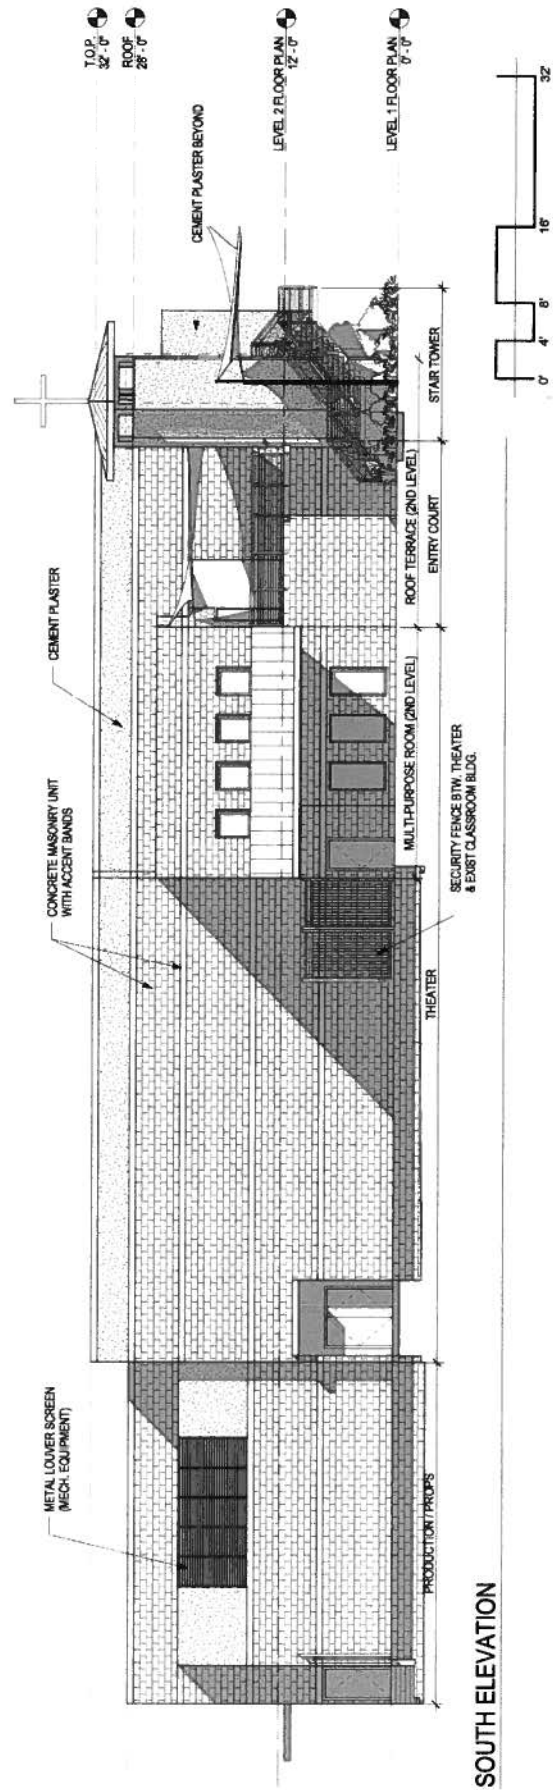 T.O.P.
32' - 0"
ROOF
28' - 0"
LEVEL 2 FLOOR PLAN
12' - 0"
LEVEL 1 FLOOR PLAN
0' - 0"
METAL LOUVER SCREEN
(MECH. EQUIPMENT)
CONCRETE MASONRY UNIT
WITH ACCENT BANDS
CEMENT PLASTER
CEMENT PLASTER BEYOND
PRODUCTION / PROPS
THEATER
MULTI-PURPOSE ROOM (2ND LEVEL)
ROOF TERRACE (2ND LEVEL)
ENTRY COURT
STAIR TOWER
SECURITY FENCE BTW. THEATER
& EXIST CLASSROOM BLDG.
SOUTH ELEVATION
0' 4' 8' 16' 32'